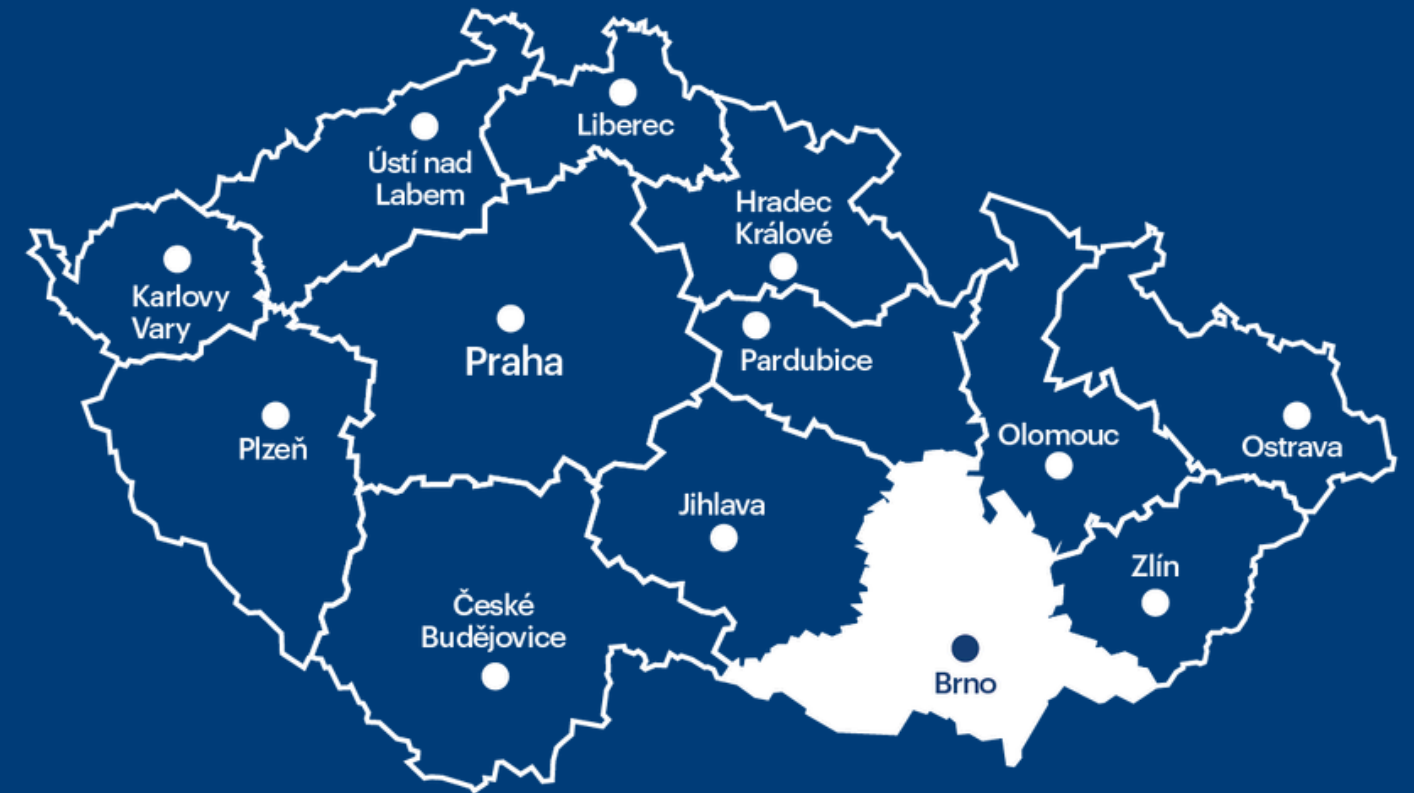 Liberec
Ústí nad
Labem
Hradec
Králové
Karlovy
Vary
Praha
Pardubice
Plzeň
Olomouc
Ostrava
Jihlava
Zlín
České
Budějovice
Brno